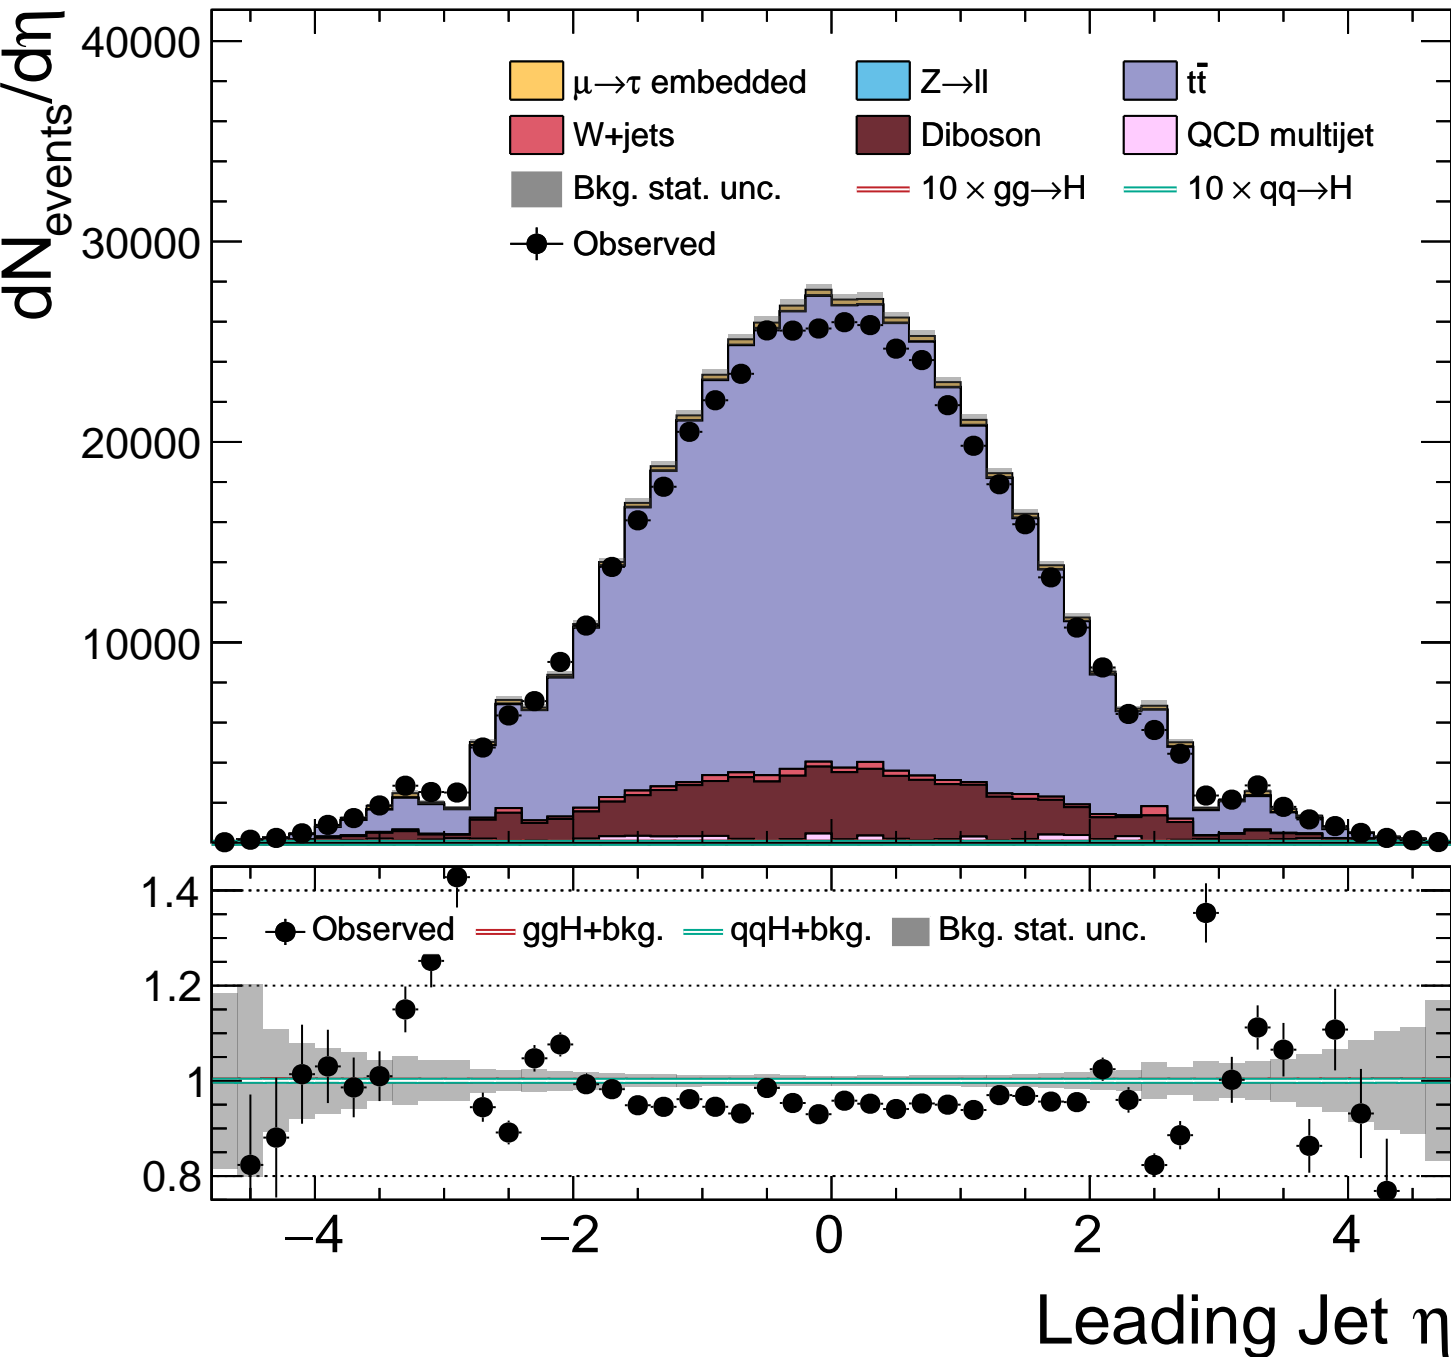 dN_events/dη
40000
30000
20000
10000
μ→τ embedded Z→ll tt̄
W+jets Diboson QCD multijet
Bkg. stat. unc. 10 × gg→H 10 × qq→H
Observed
1.4
1.2
1
0.8
Observed ggH+bkg. qqH+bkg. Bkg. stat. unc.
−4 −2 0 2 4
Leading Jet η